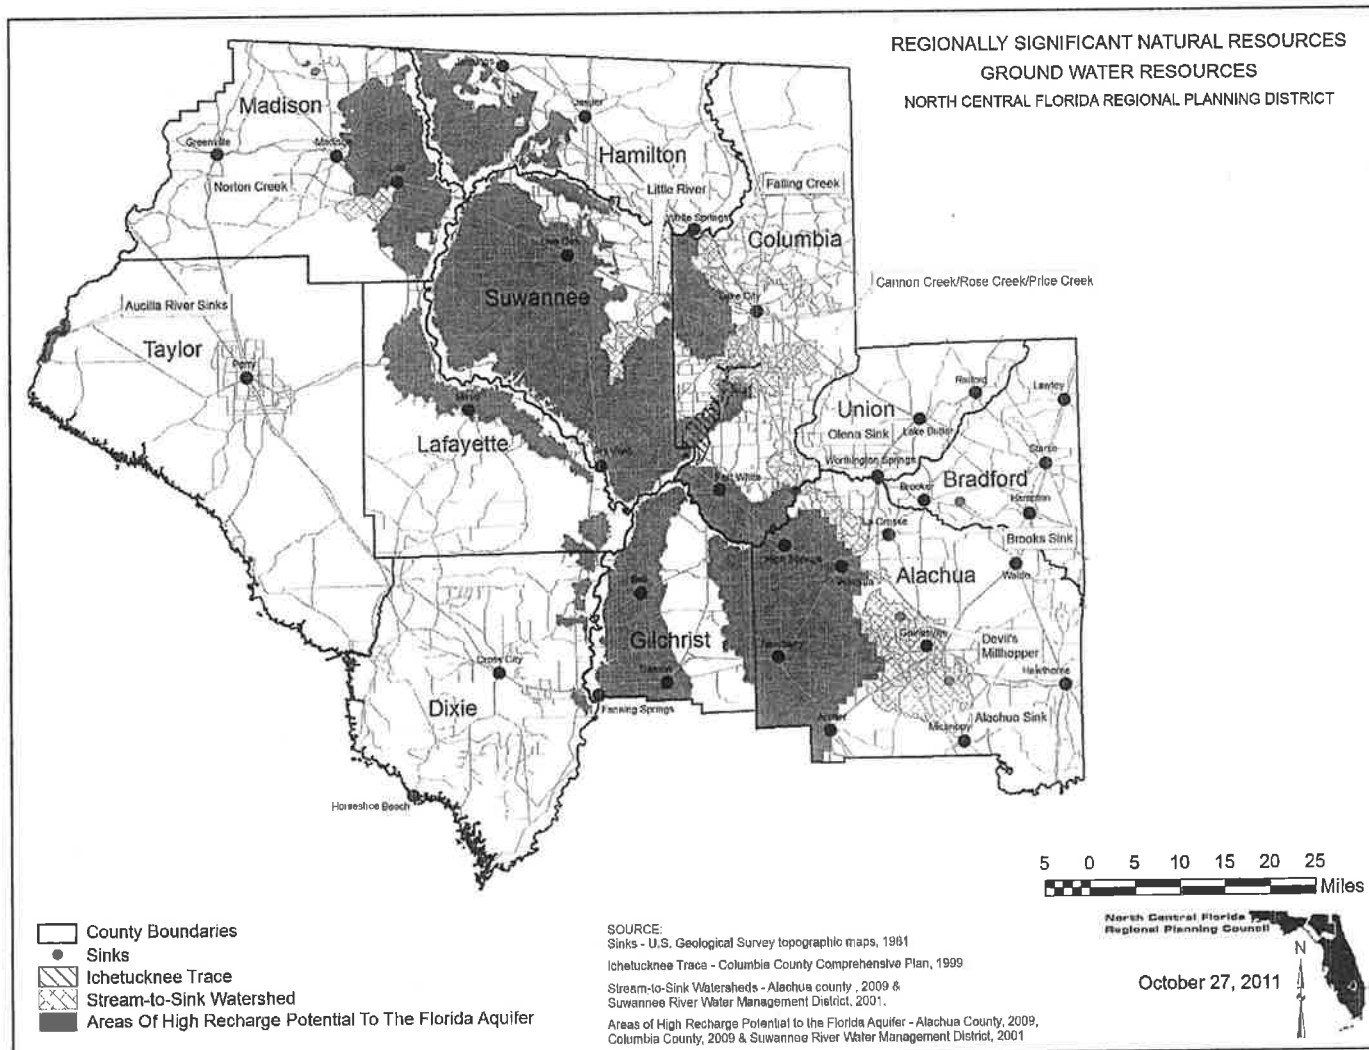 REGIONALLY SIGNIFICANT NATURAL RESOURCES
GROUND WATER RESOURCES
NORTH CENTRAL FLORIDA REGIONAL PLANNING DISTRICT
Jennings
Madison
Jasper
Greenville
Madison
Hamilton
Norton Creek
Little River
Falling Creek
White Springs
Columbia
Live Oak
Suwannee
Lake City
Cannon Creek/Rose Creek/Price Creek
Aucilla River Sinks
Taylor
Perry
Mayo
Lafayette
Raiford
Lawtey
Union
Lake Butler
Olena Sink
Starke
Worthington Springs
Bradford
Fort White
Brooker
Hampton
La Crosse
Brooks Sink
High Springs
Alachua
Waldo
Bell
Gilchrist
Gainesville
Devil's
Millhopper
Newberry
Hawthorne
Cross City
Trenton
Dixie
Fanning Springs
Archer
Micanopy
Alachua Sink
Horseshoe Beach
5 0 5 10 15 20 25
Miles
County Boundaries
Sinks
Ichetucknee Trace
Stream-to-Sink Watershed
Areas Of High Recharge Potential To The Florida Aquifer
SOURCE:
Sinks - U.S. Geological Survey topographic maps, 1961
Ichetucknee Trace - Columbia County Comprehensive Plan, 1999
Stream-to-Sink Watersheds - Alachua county , 2009 &
Suwannee River Water Management District, 2001.
Areas of High Recharge Potential to the Florida Aquifer - Alachua County, 2009,
Columbia County, 2009 & Suwannee River Water Management District, 2001
North Central Florida
Regional Planning Council
N
October 27, 2011